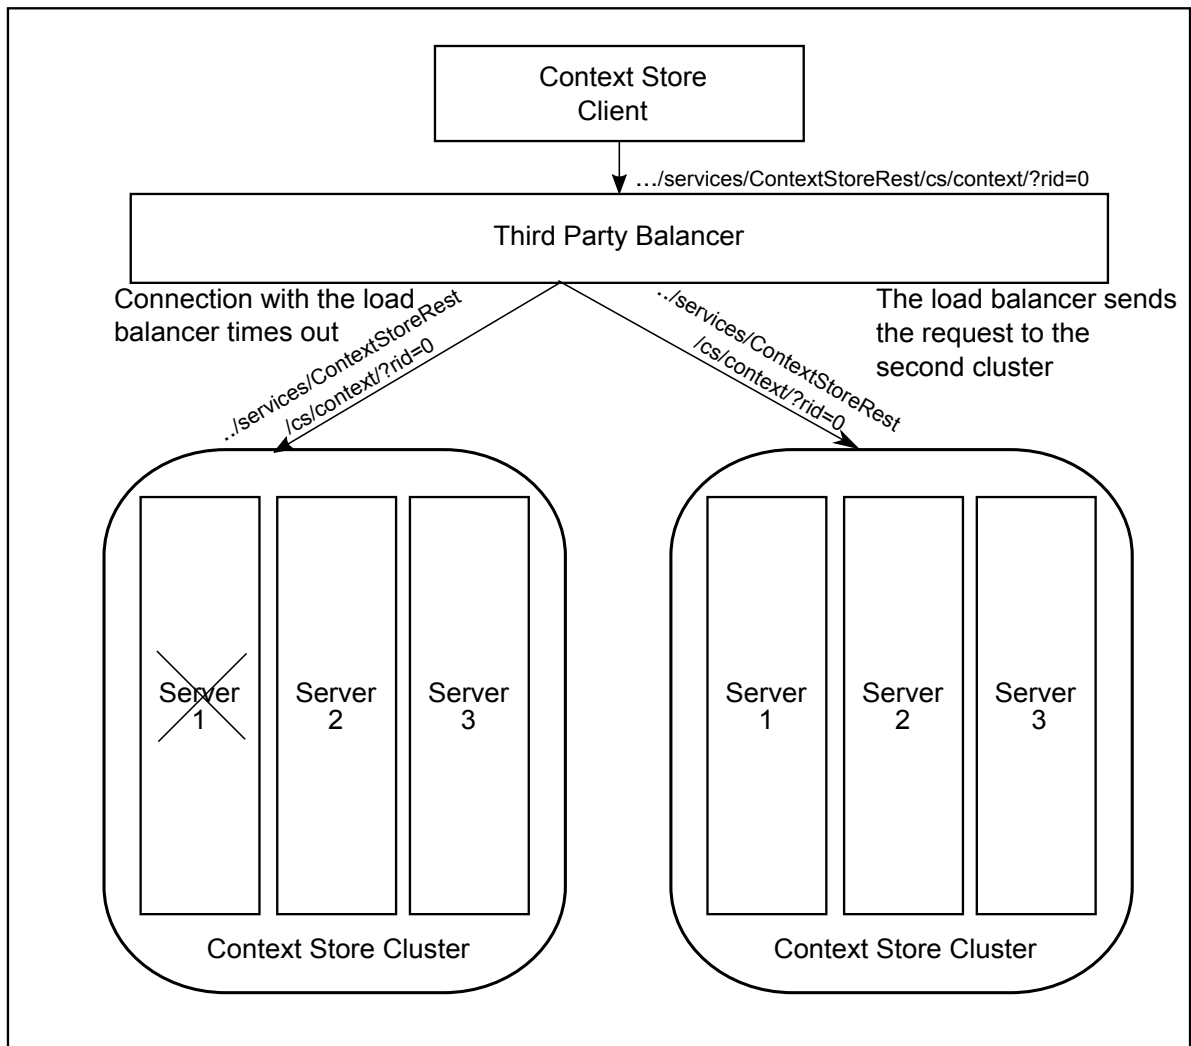 Context Store
Client
…/services/ContextStoreRest/cs/context/?rid=0
Third Party Balancer
Connection with the load
balancer times out
../services/ContextStoreRest
/cs/context/?rid=0
../services/ContextStoreRest
/cs/context/?rid=0
The load balancer sends
the request to the
second cluster
Server
1
Server
2
Server
3
Context Store Cluster
Server
1
Server
2
Server
3
Context Store Cluster